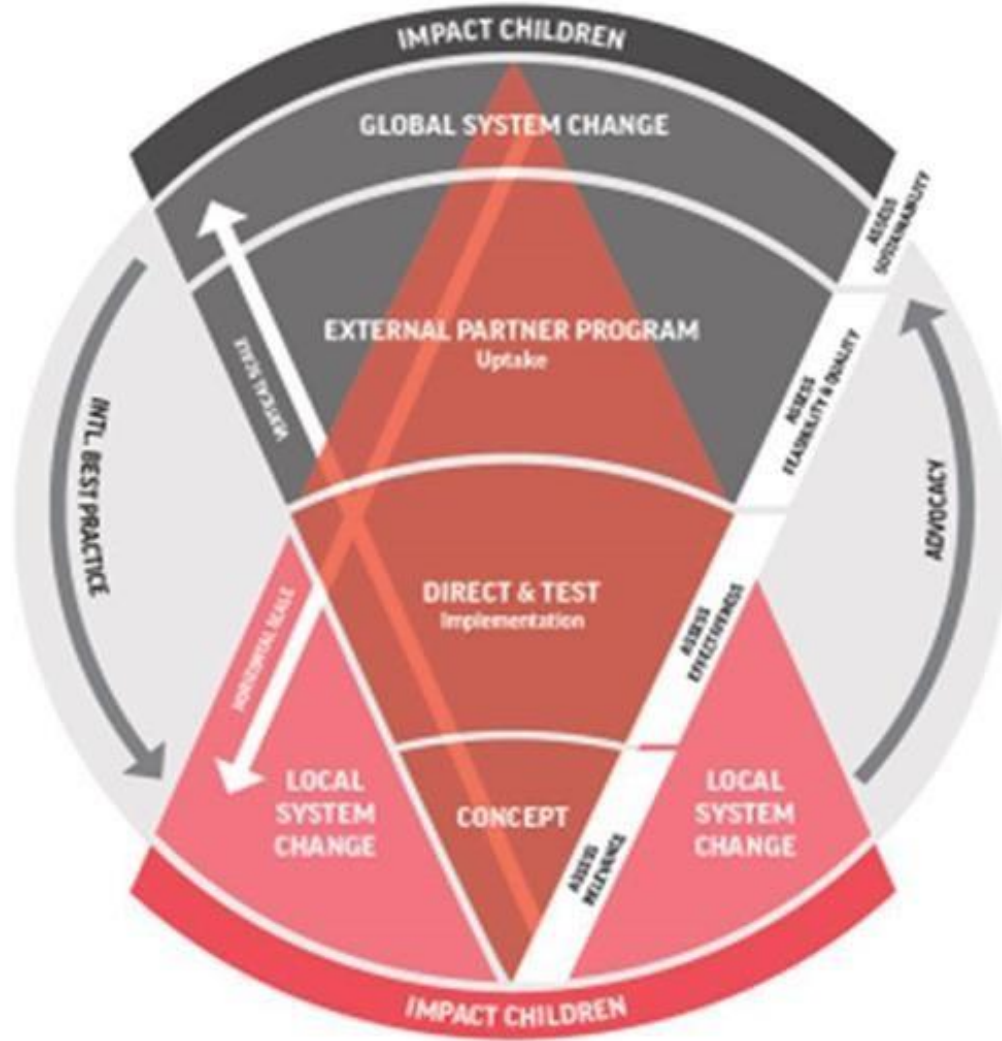 IMPACT CHILDREN
GLOBAL SYSTEM CHANGE
ASSESS
SUSTAINABILITY
EXTERNAL PARTNER PROGRAM
Uptake
VERTICAL SCALE
ASSESS
FEASIBILITY & QUALITY
INTL. BEST PRACTICE
ADVOCACY
DIRECT & TEST
Implementation
HORIZONTAL SCALE
ASSESS
EFFECTIVENESS
LOCAL
SYSTEM
CHANGE
CONCEPT
ASSESS
RELEVANCE
LOCAL
SYSTEM
CHANGE
IMPACT CHILDREN